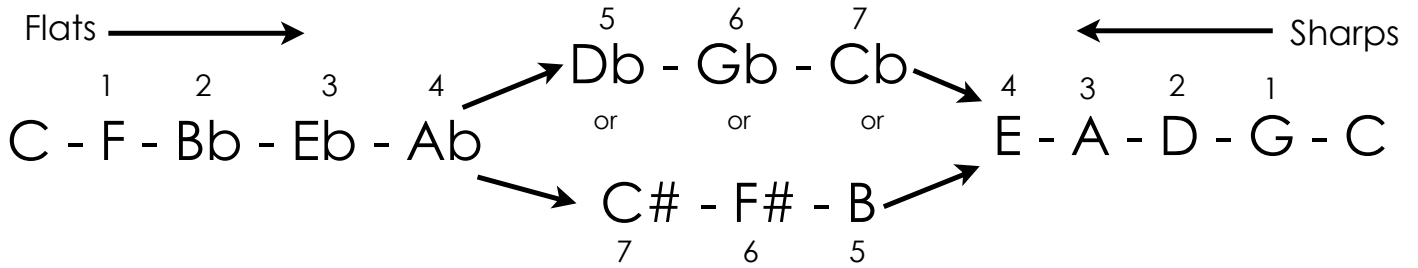 5 6 7
Flats Db - Gb - Cb Sharps
1 2 3 4 4 3 2 1
or or or
C - F - Bb - Eb - Ab E - A - D - G - C
C# - F# - B
7 6 5